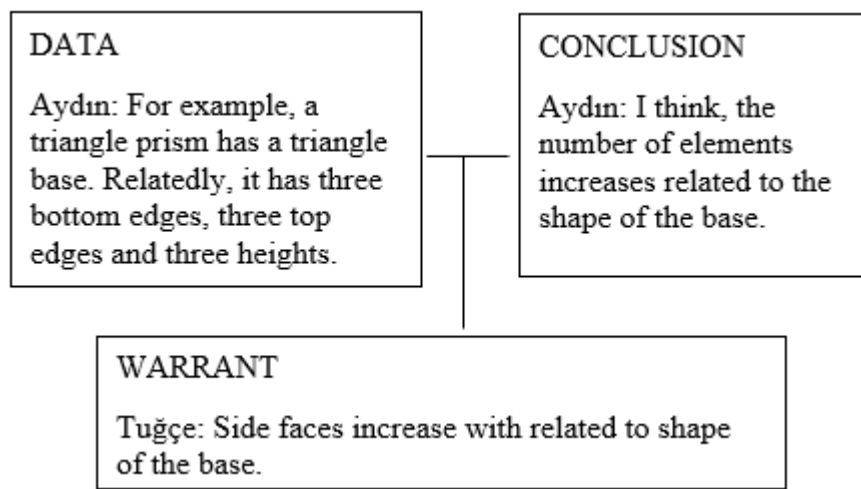 DATA
Aydın: For example, a
triangle prism has a triangle
base. Relatedly, it has three
bottom edges, three top
edges and three heights.
CONCLUSION
Aydın: I think, the
number of elements
increases related to the
shape of the base.
WARRANT
Tuğçe: Side faces increase with related to shape
of the base.